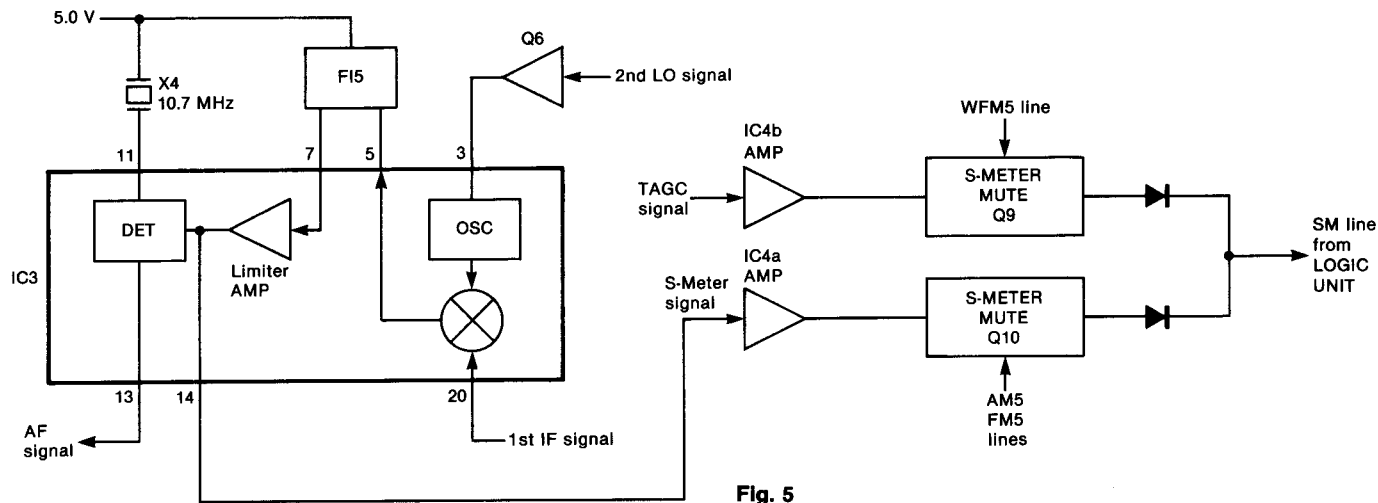 5.0 V
X4
10.7 MHz
FI5
Q6
2nd LO signal
11
7
5
3
IC3
DET
Limiter
AMP
OSC
13
14
20
AF
signal
1st IF signal
WFM5 line
IC4b
AMP
TAGC
signal
S-METER
MUTE
Q9
IC4a
AMP
S-Meter
signal
S-METER
MUTE
Q10
AM5
FM5
lines
SM line
from
LOGIC
UNIT
Fig. 5